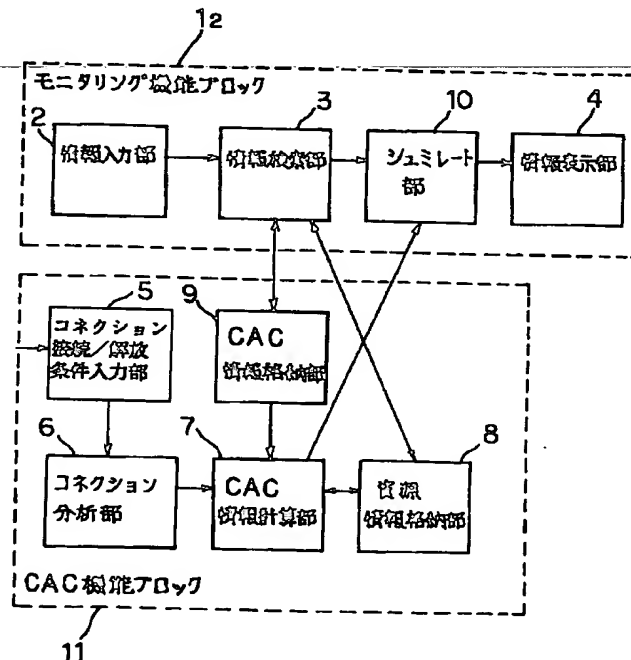 12
モニタリング機能ブロック
2
3
10
4
情報入力部
情報検索部
シュミレート
部
情報表示部
5
9
コネクション
接続/解放
条件入力部
CAC
情報格納部
6
7
8
コネクション
分析部
CAC
情報計算部
資源
情報格納部
CAC機能ブロック
11